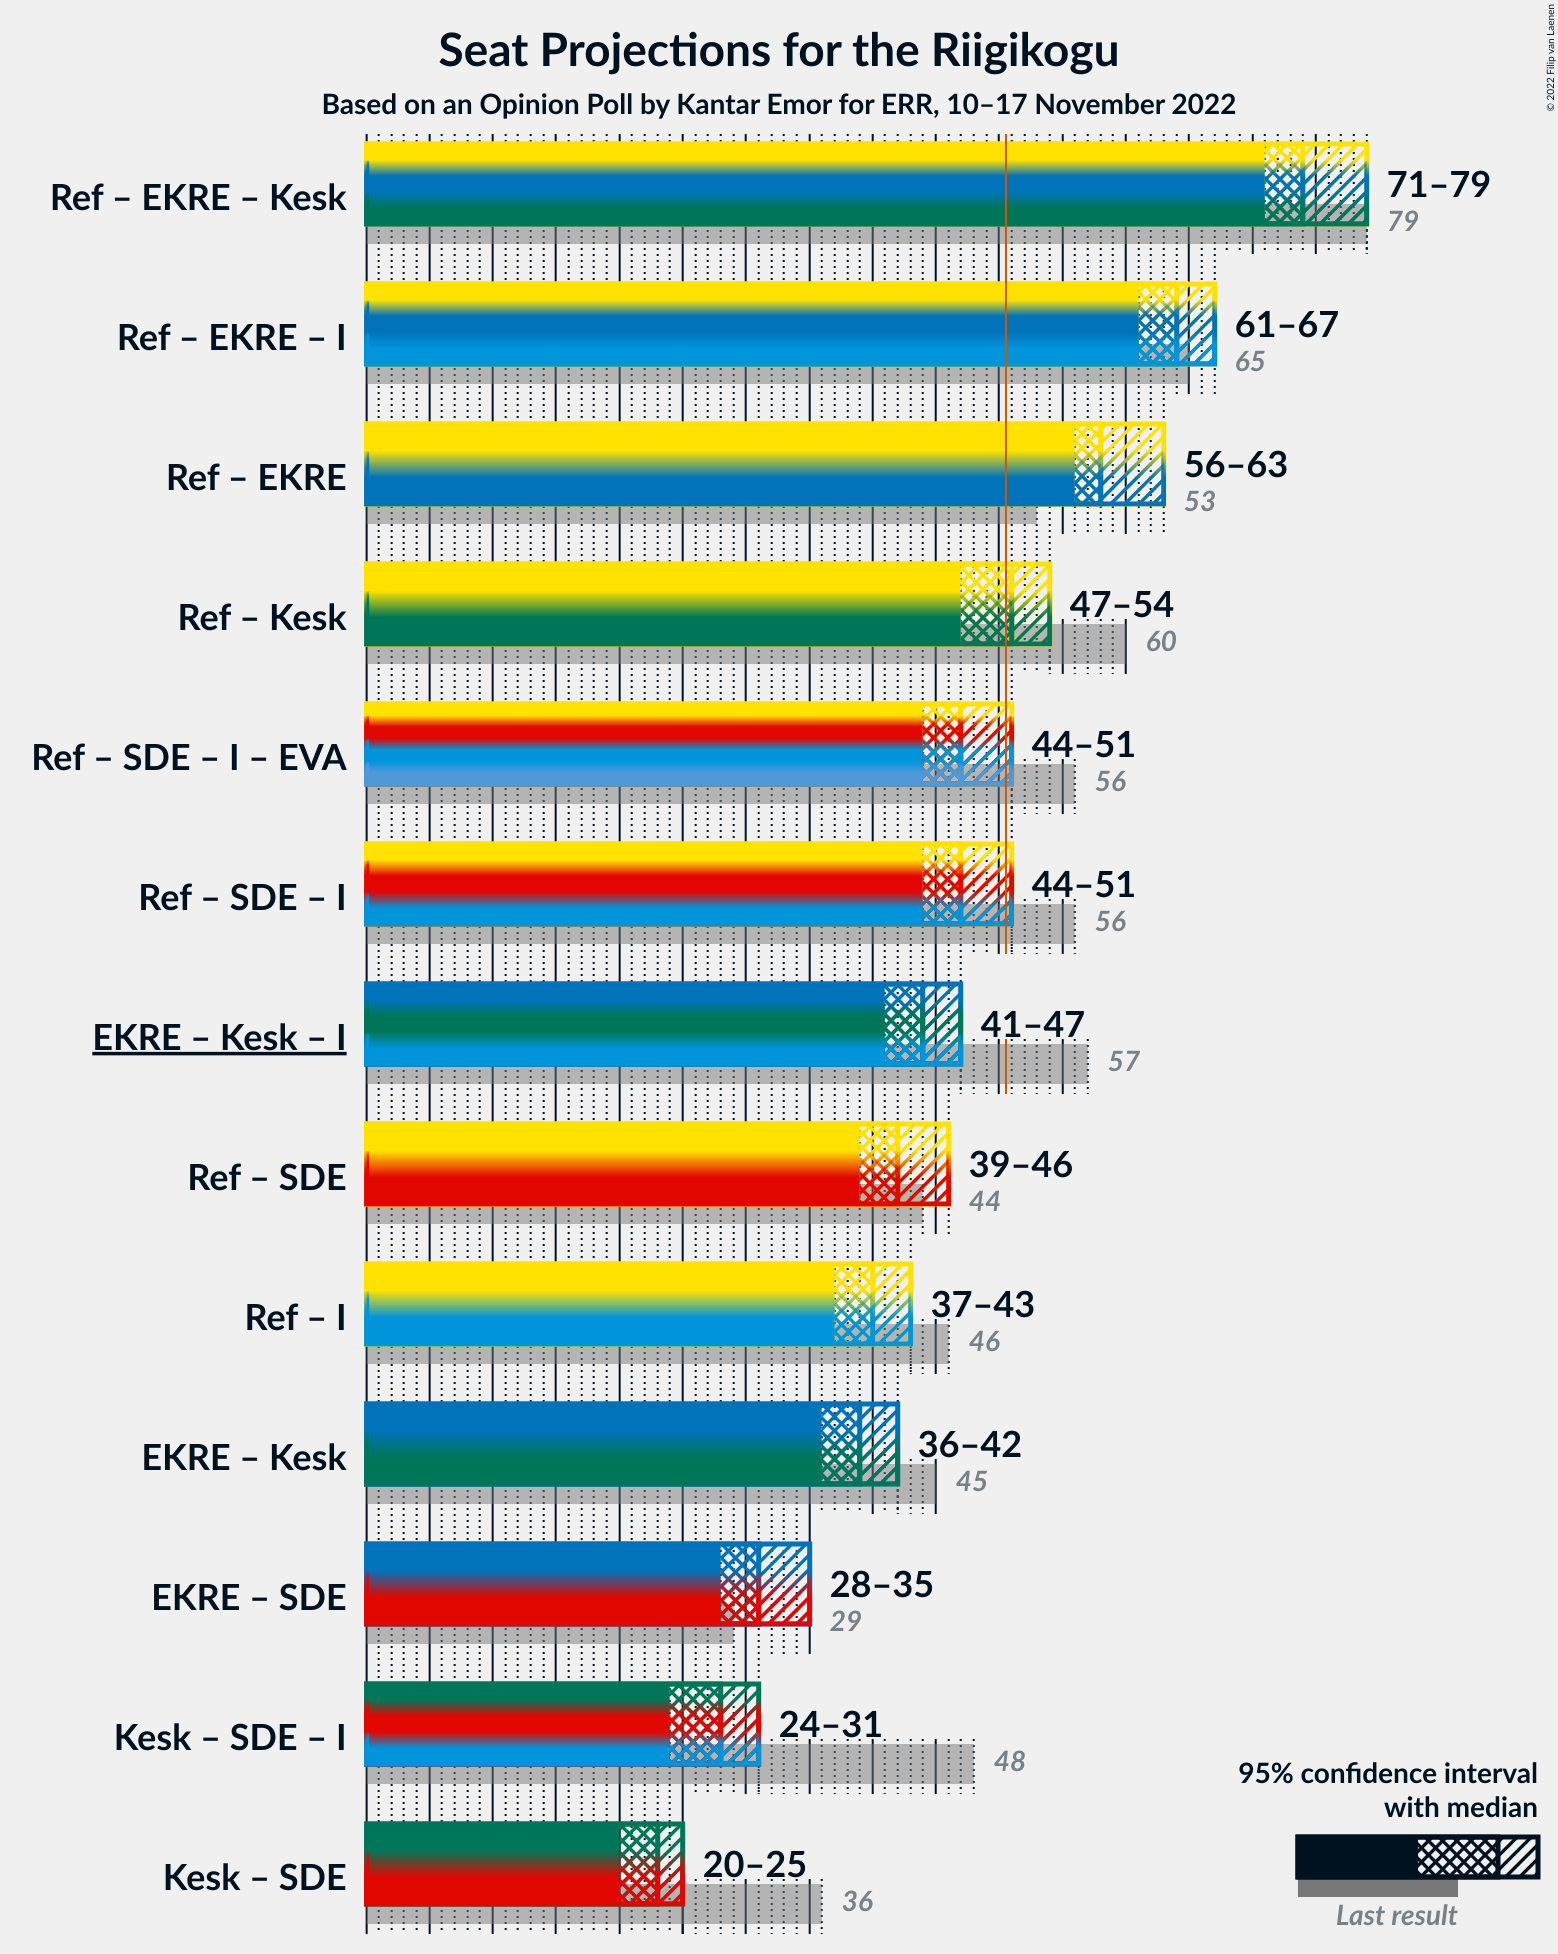 Seat Projections for the Riigikogu
Based on an Opinion Poll by Kantar Emor for ERR, 10–17 November 2022
© 2022 Filip van Laenen
Ref – EKRE – Kesk
71–79
79
Ref – EKRE – I
61–67
65
Ref – EKRE
56–63
53
Ref – Kesk
47–54
60
Ref – SDE – I – EVA
44–51
56
Ref – SDE – I
44–51
56
EKRE – Kesk – I
41–47
57
Ref – SDE
39–46
44
Ref – I
37–43
46
EKRE – Kesk
36–42
45
EKRE – SDE
28–35
29
Kesk – SDE – I
24–31
48
Kesk – SDE
20–25
36
95% confidence interval
with median
Last result